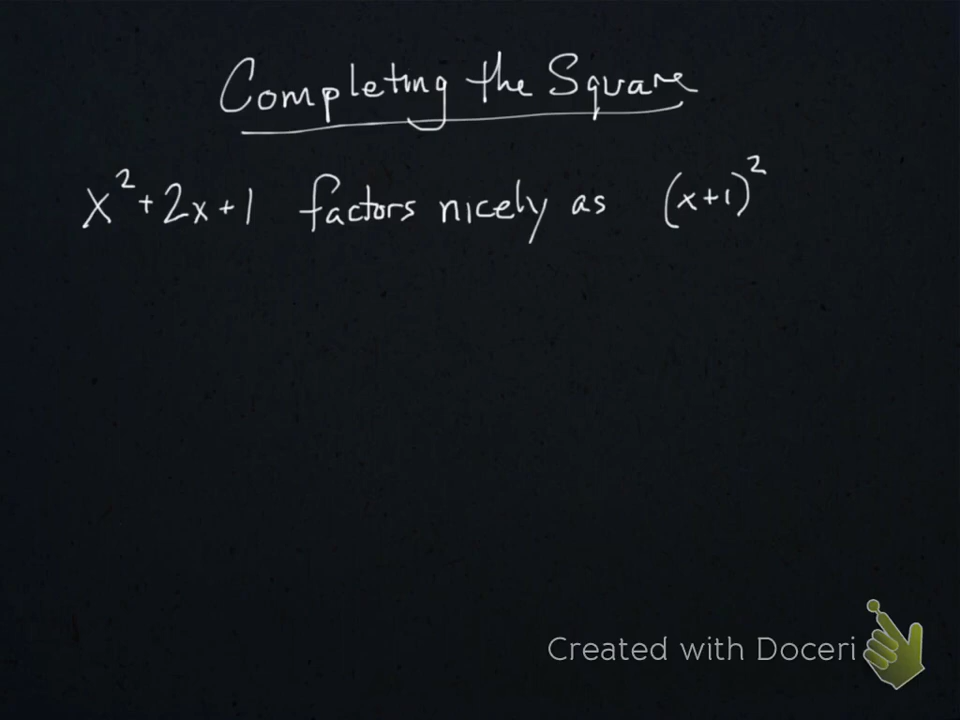 Completing the Square
x²+2x+1 factors nicely as (x+1)²
Created with Doceri